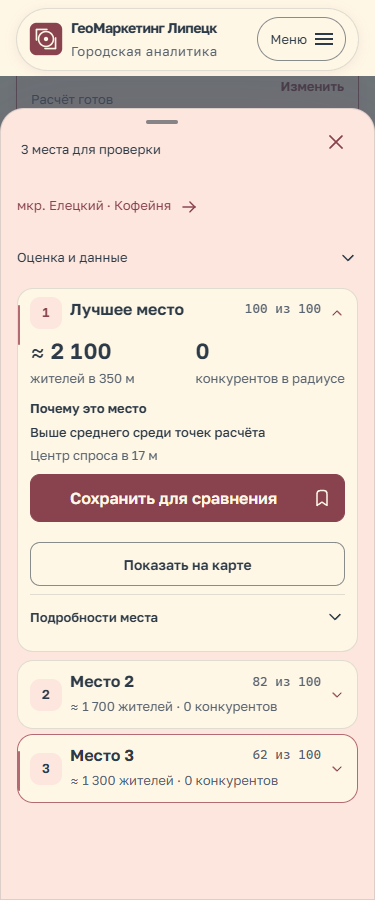 ГеоМаркетинг Липецк
Городская аналитика
Меню
Изменить
Расчёт готов
3 места для проверки
мкр. Елецкий · Кофейня →
Оценка и данные
1 Лучшее место 100 из 100
≈ 2 100 0
жителей в 350 м конкурентов в радиусе
Почему это место
Выше среднего среди точек расчёта
Центр спроса в 17 м
Сохранить для сравнения
Показать на карте
Подробности места
2 Место 2 82 из 100
≈ 1 700 жителей · 0 конкурентов
3 Место 3 62 из 100
≈ 1 300 жителей · 0 конкурентов